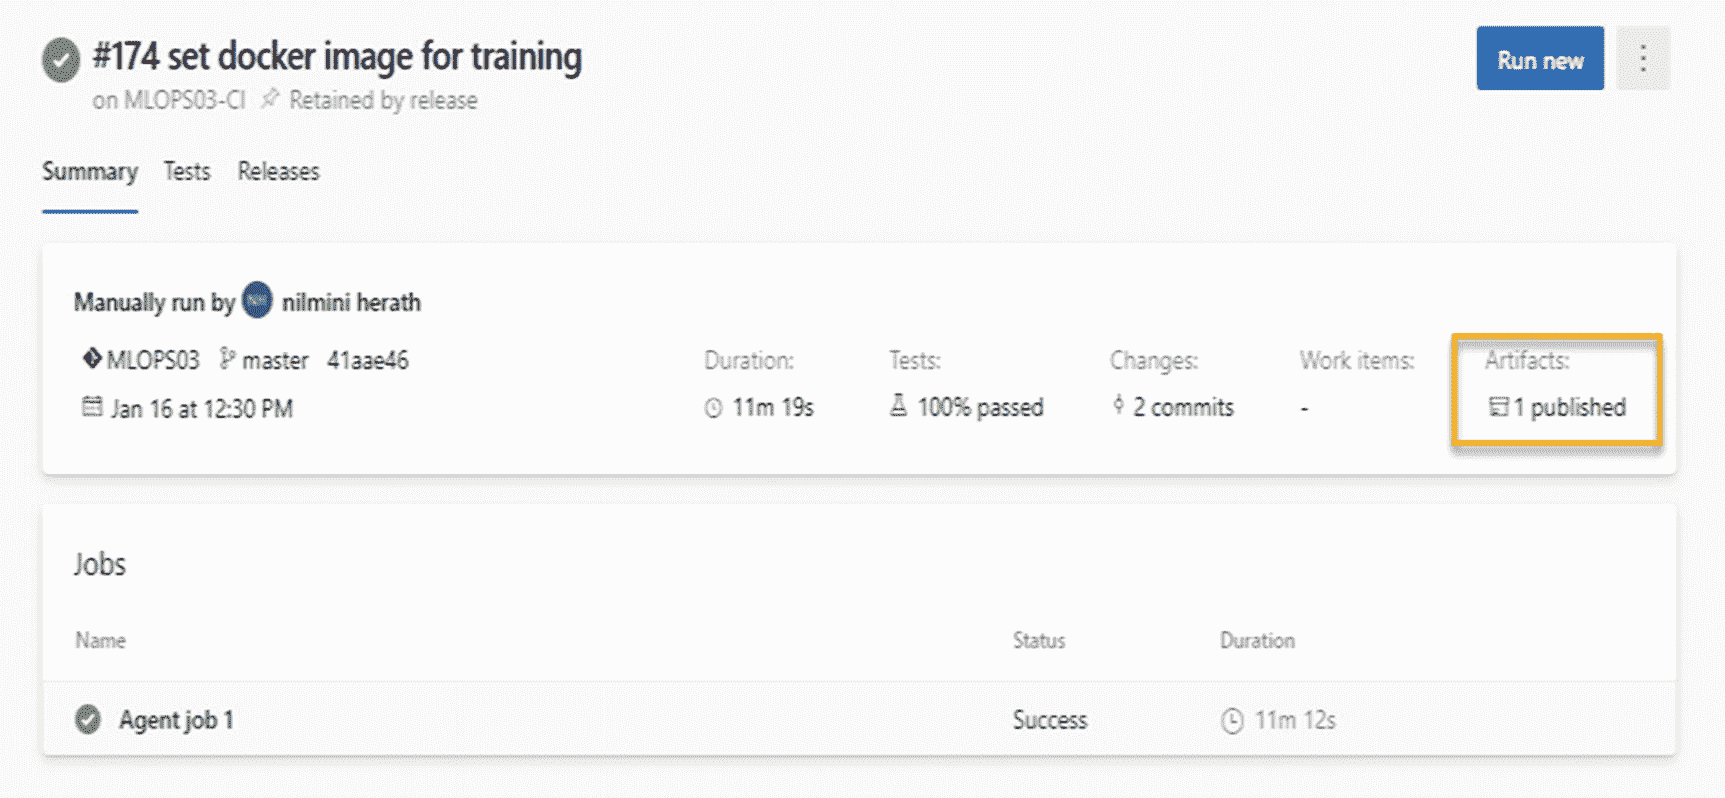 #174 set docker image for training
Run new
on MLOPS03-CI Retained by release
Summary Tests Releases
Manually run by nilmini herath
MLOPS03 master 41aae46 Duration: Tests: Changes: Work items: Artifacts:
Jan 16 at 12:30 PM 11m 19s 100% passed 2 commits - 1 published
Jobs
Name Status Duration
Agent job 1 Success 11m 12s